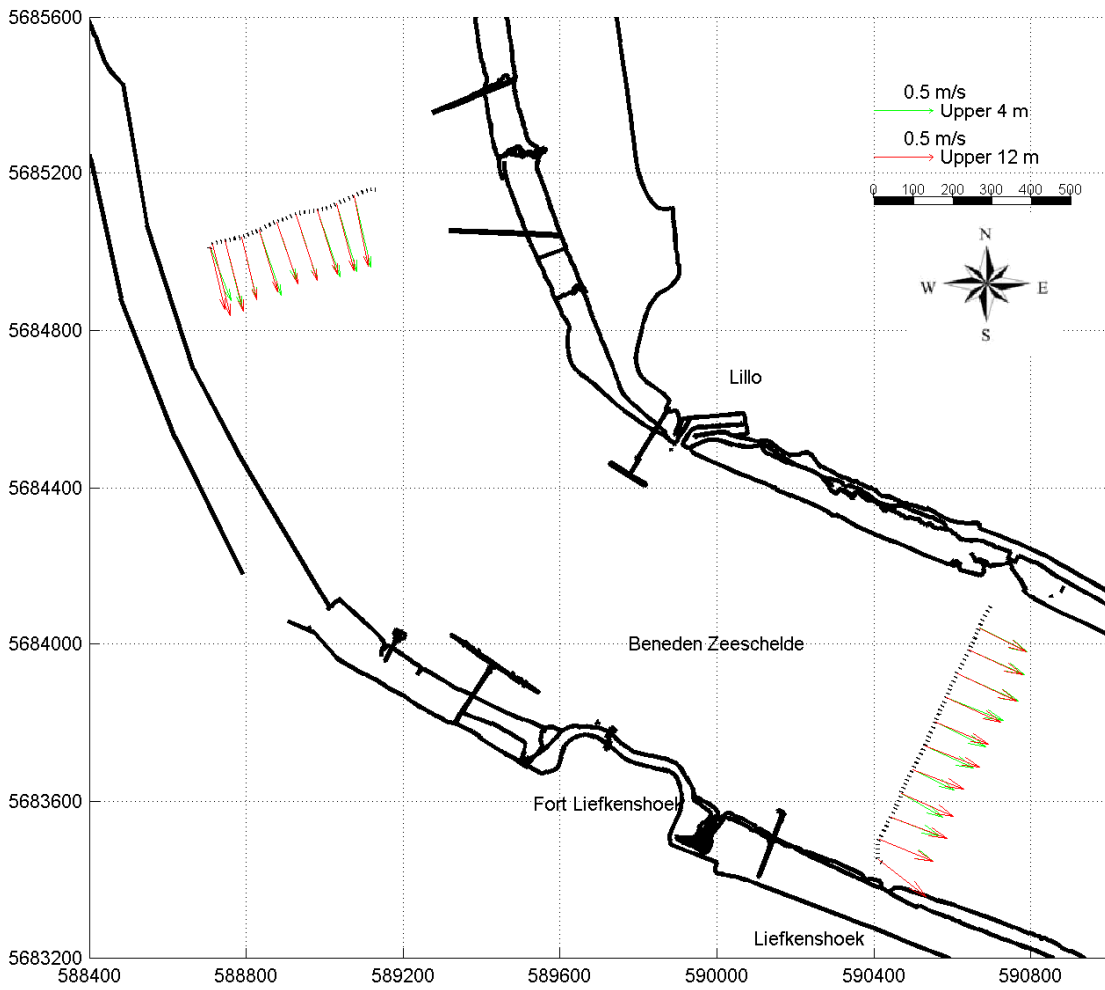 5685600
0.5 m/s
Upper 4 m
0.5 m/s
Upper 12 m
5685200
0 100 200 300 400 500
N
W E
S
5684800
Lillo
5684400
5684000
Beneden Zeeschelde
5683600
Fort Liefkenshoek
Liefkenshoek
5683200
588400 588800 589200 589600 590000 590400 590800